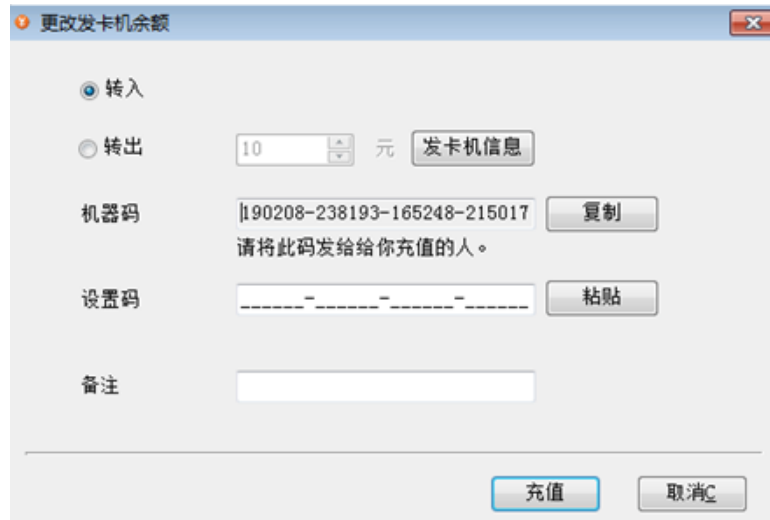 更改发卡机余额
转入
转出 10 元 发卡机信息
机器码 190208-238193-165248-215017 复制
请将此码发给给你充值的人。
设置码 ______-______-______-______ 粘贴
备注
充值 取消C